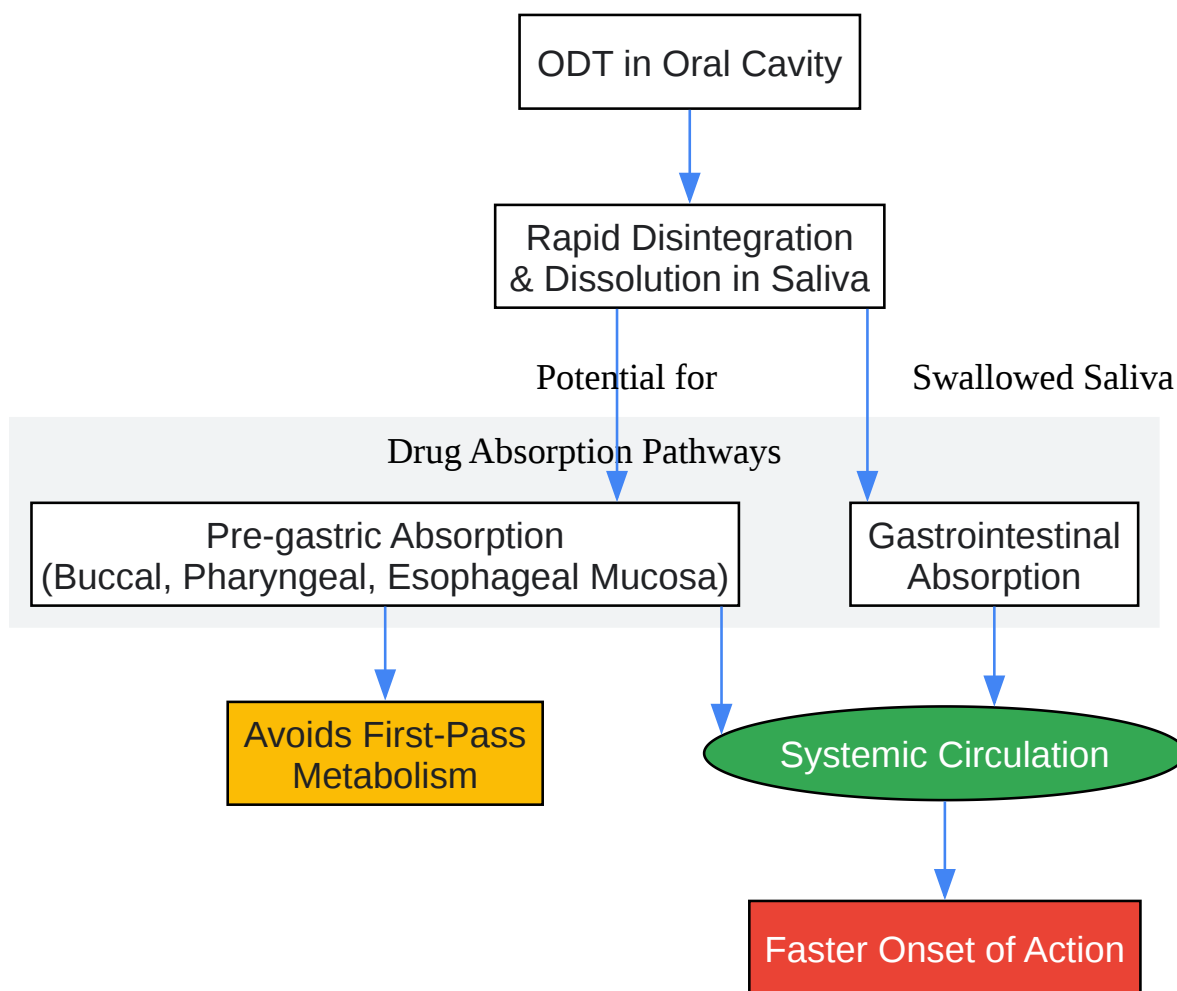 ODT in Oral Cavity
Rapid Disintegration
& Dissolution in Saliva
Potential for
Swallowed Saliva
Drug Absorption Pathways
Pre-gastric Absorption
(Buccal, Pharyngeal, Esophageal Mucosa)
Gastrointestinal
Absorption
Avoids First-Pass
Metabolism
Systemic Circulation
Faster Onset of Action